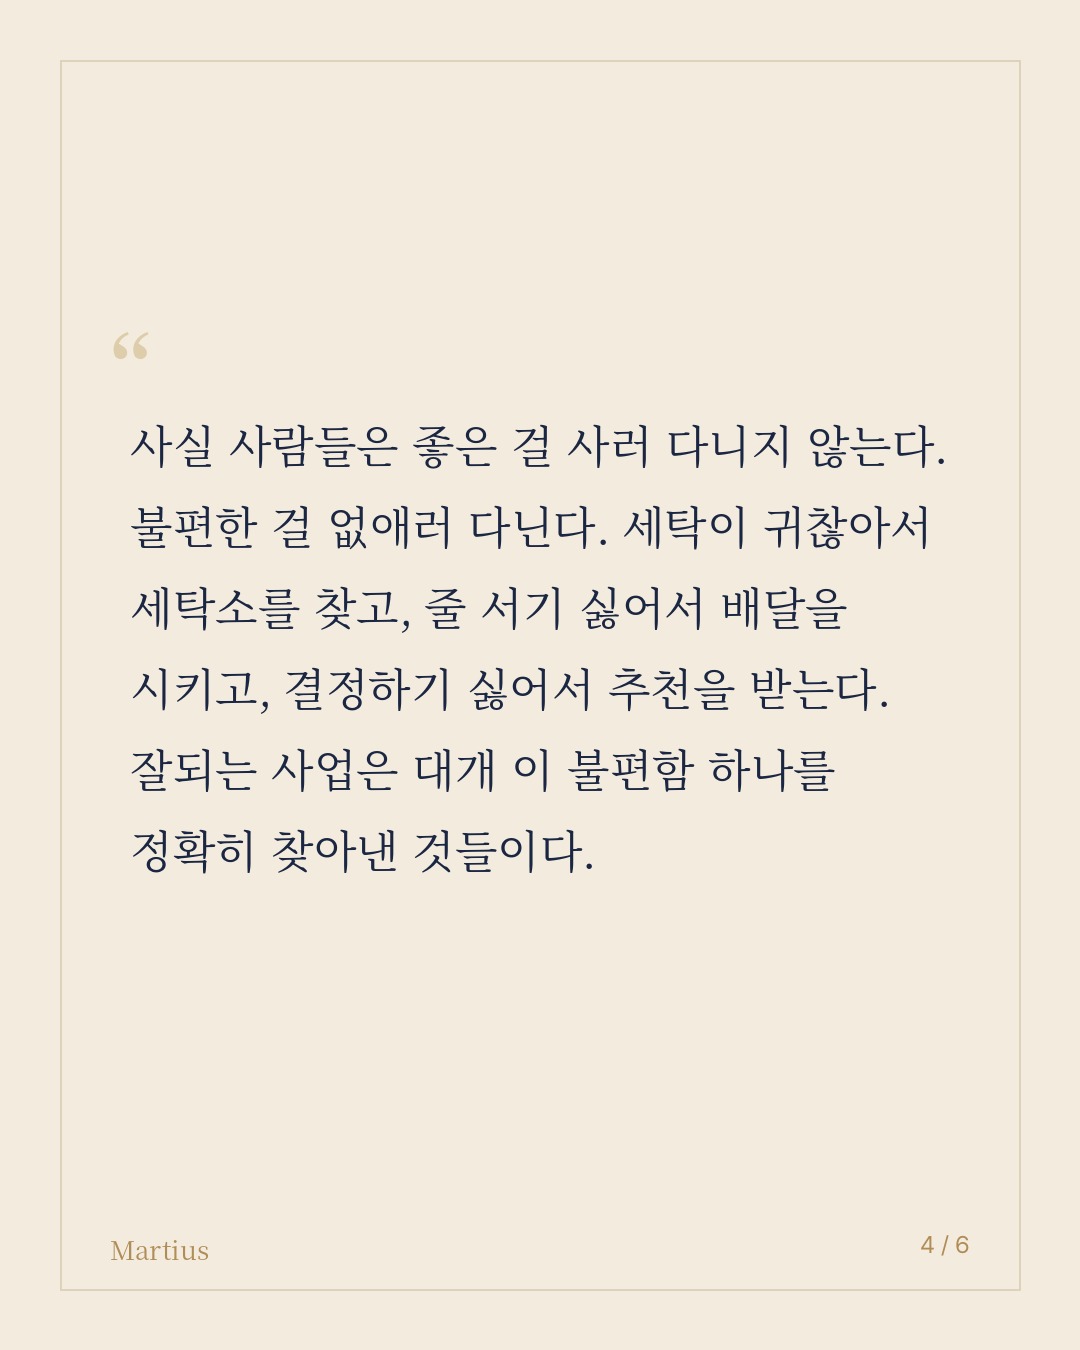 “
사실 사람들은 좋은 걸 사러 다니지 않는다.
불편한 걸 없애러 다닌다. 세탁이 귀찮아서
세탁소를 찾고, 줄 서기 싫어서 배달을
시키고, 결정하기 싫어서 추천을 받는다.
잘되는 사업은 대개 이 불편함 하나를
정확히 찾아낸 것들이다.
Martius
4 / 6